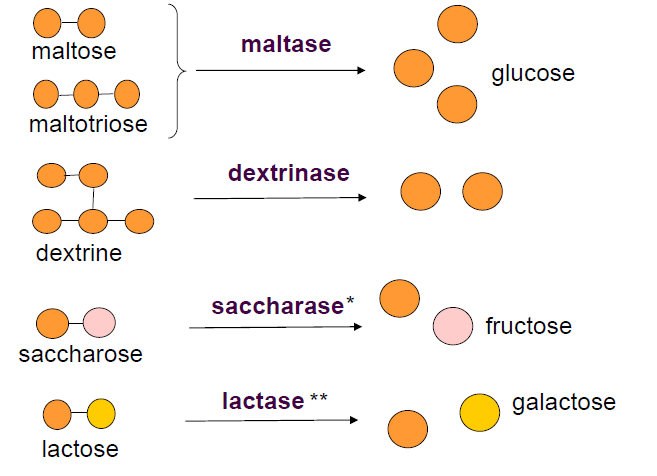 maltose
maltase
glucose
maltotriose
dextrinase
dextrine
saccharase*
fructose
saccharose
lactase **
galactose
lactose